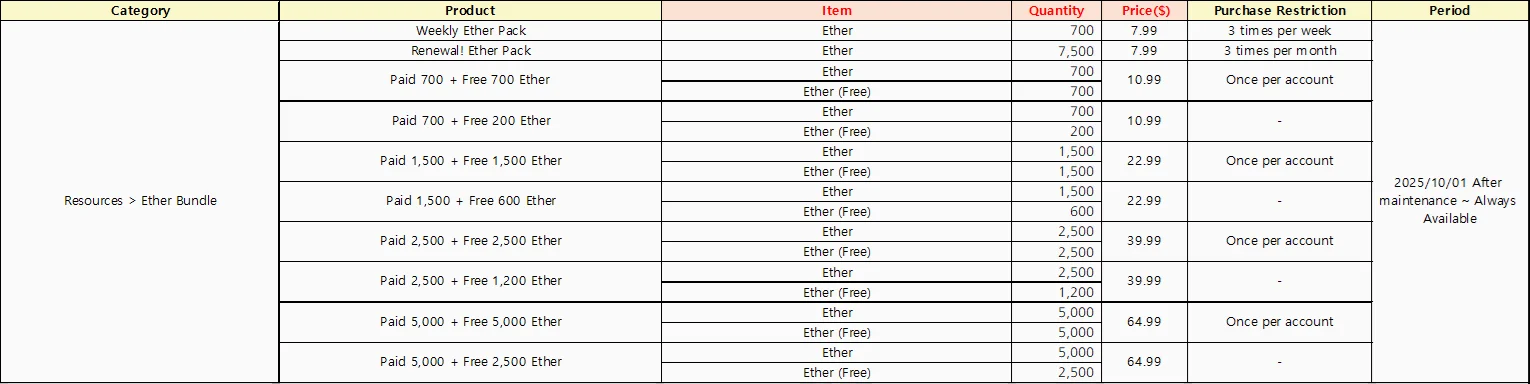 Category Product Item Quantity Price($) Purchase Restriction Period
Weekly Ether Pack Ether 700 7.99 3 times per week
Renewal! Ether Pack Ether 7,500 7.99 3 times per month
Paid 700 + Free 700 Ether Ether 700 10.99 Once per account
Ether (Free) 700
Paid 700 + Free 200 Ether Ether 700 10.99 -
Ether (Free) 200
Paid 1,500 + Free 1,500 Ether Ether 1,500 22.99 Once per account
Ether (Free) 1,500
Resources > Ether Bundle
Paid 1,500 + Free 600 Ether Ether 1,500 22.99 -
Ether (Free) 600
Paid 2,500 + Free 2,500 Ether Ether 2,500 39.99 Once per account
Ether (Free) 2,500
Paid 2,500 + Free 1,200 Ether Ether 2,500 39.99 -
Ether (Free) 1,200
Paid 5,000 + Free 5,000 Ether Ether 5,000 64.99 Once per account
Ether (Free) 5,000
Paid 5,000 + Free 2,500 Ether Ether 5,000 64.99 -
Ether (Free) 2,500
2025/10/01 After
maintenance ~ Always
Available